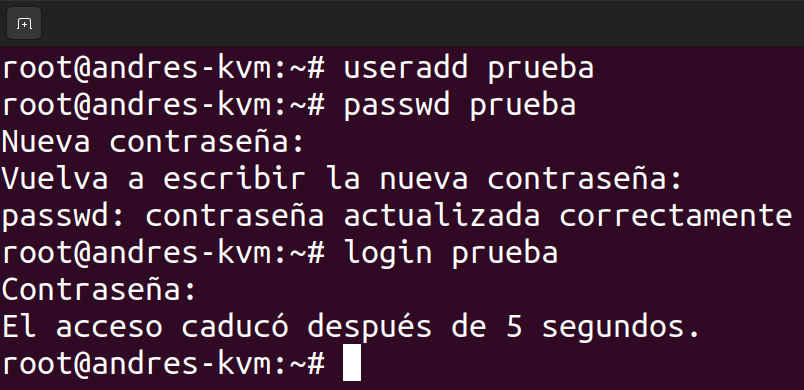 root@andres-kvm:~# useradd prueba
root@andres-kvm:~# passwd prueba
Nueva contraseña:
Vuelva a escribir la nueva contraseña:
passwd: contraseña actualizada correctamente
root@andres-kvm:~# login prueba
Contraseña:
El acceso caducó después de 5 segundos.
root@andres-kvm:~#